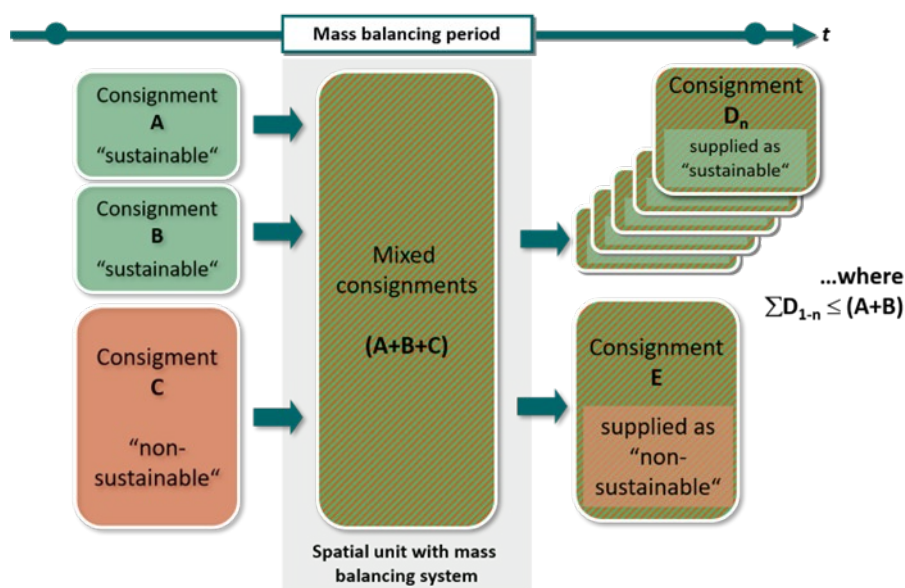 Mass balancing period
t
Consignment
A
“sustainable“
Consignment
B
“sustainable“
Consigment
C
“non-
sustainable“
Mixed
consignments
(A+B+C)
Spatial unit with mass
balancing system
Consignment
Dn
supplied as
“sustainable“
...where
∑D1-n ≤ (A+B)
Consignment
E
supplied as
“non-
sustainable“